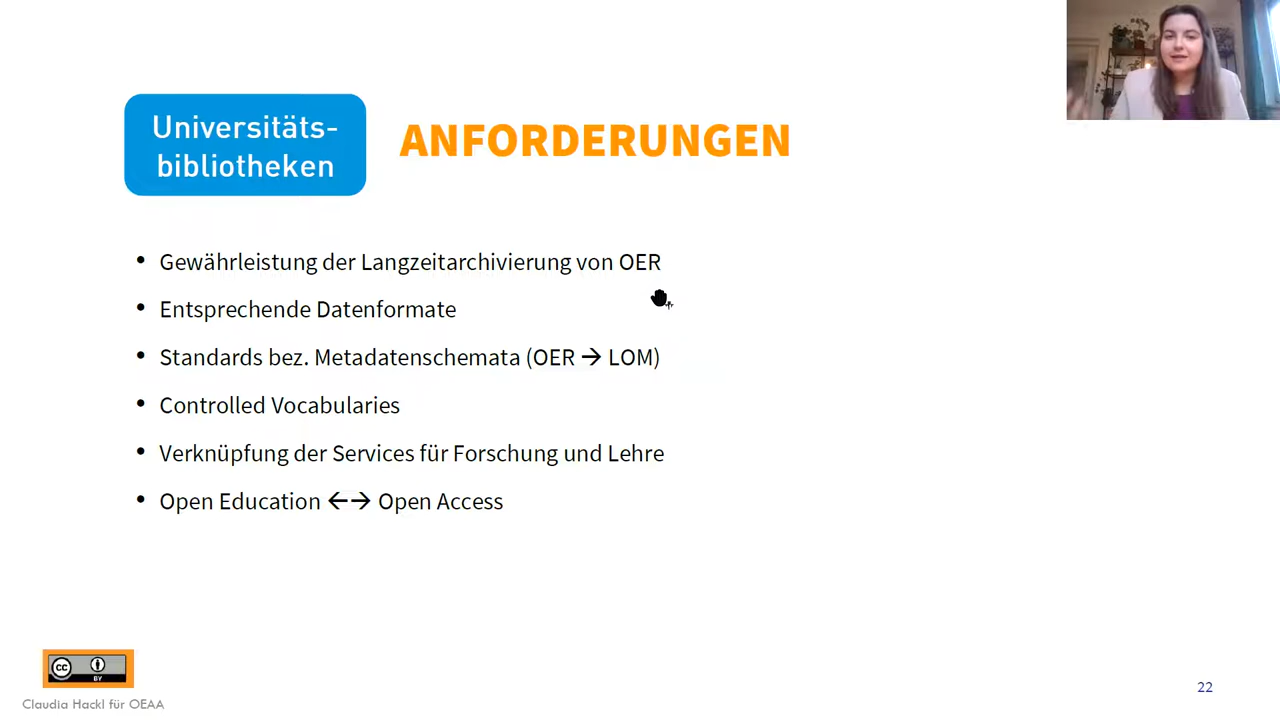 Universitäts-
bibliotheken
ANFORDERUNGEN
• Gewährleistung der Langzeitarchivierung von OER
• Entsprechende Datenformate
• Standards bez. Metadatenschemata (OER → LOM)
• Controlled Vocabularies
• Verknüpfung der Services für Forschung und Lehre
• Open Education ←→ Open Access
cc
BY
Claudia Hackl für OEAA
22